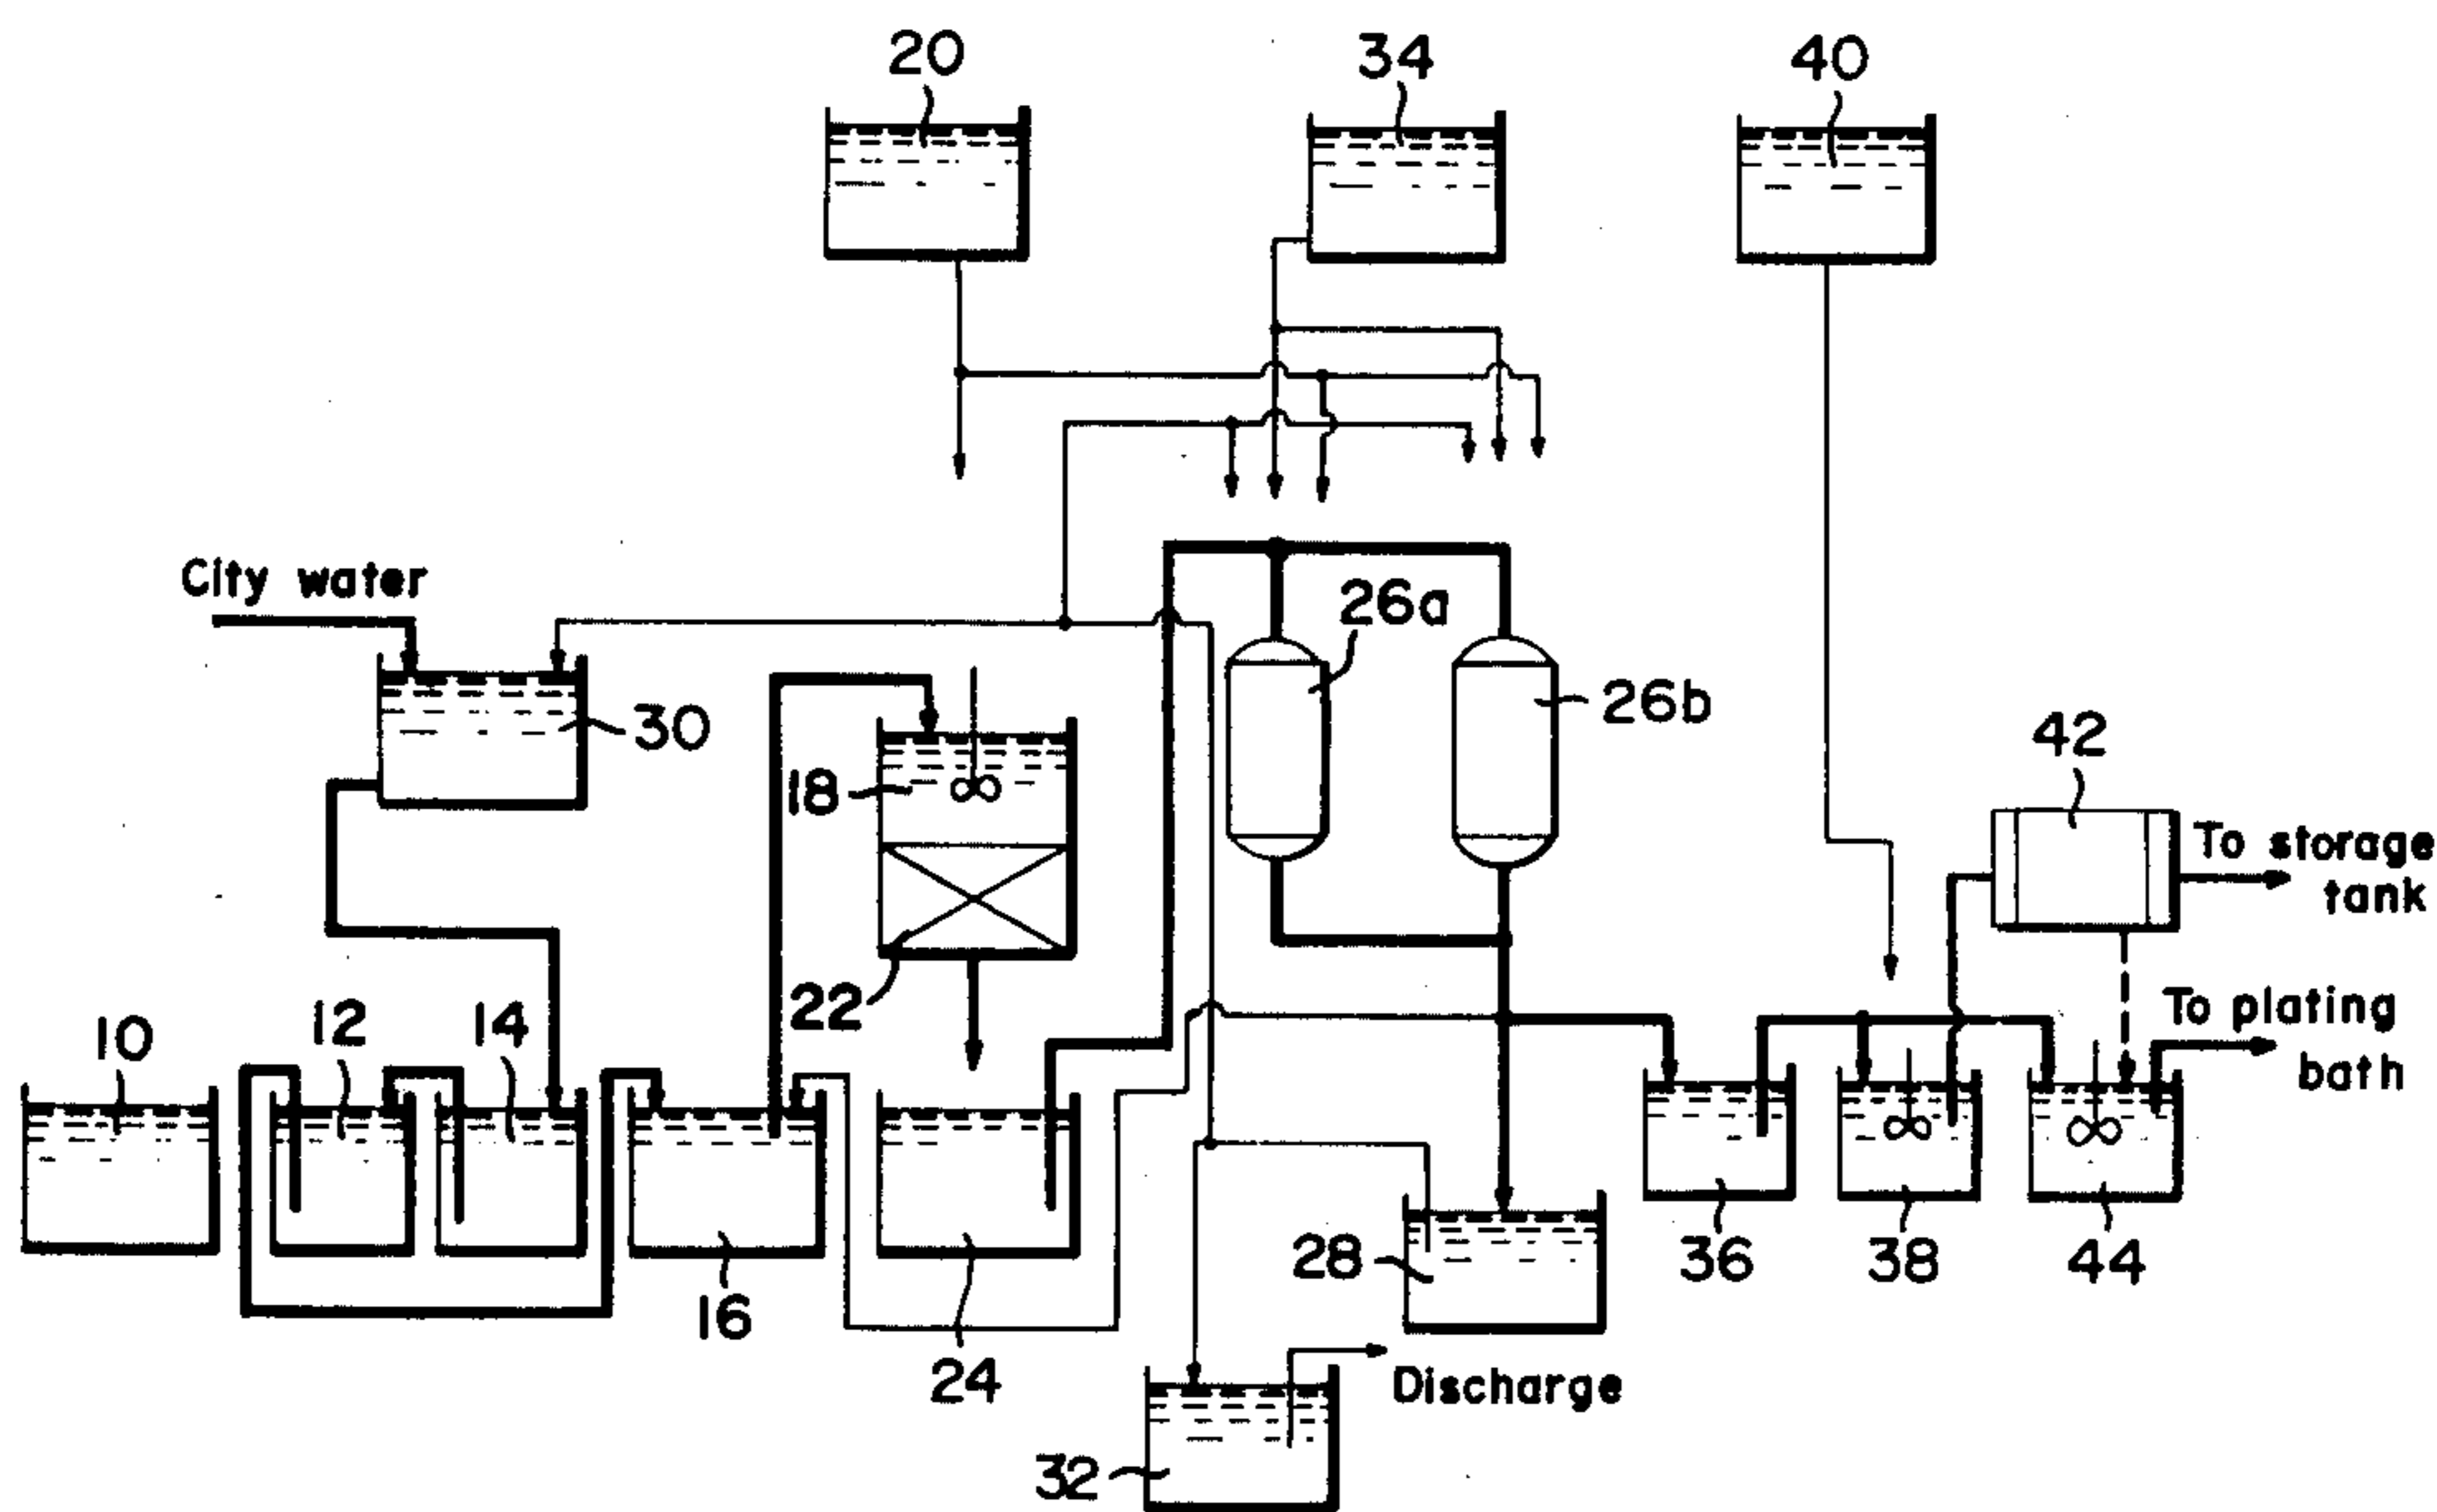 20
34
40
City water
26a
26b
30
42
18
To storage
tank
22
To plating
bath
10
12
14
28
36
38
44
16
24
Discharge
32